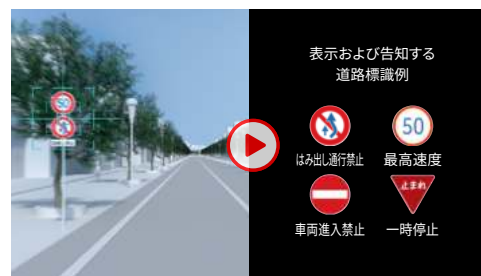 50
表示および告知する
道路標識例
50
はみ出し通行禁止
最高速度
止まれ
車両進入禁止
一時停止